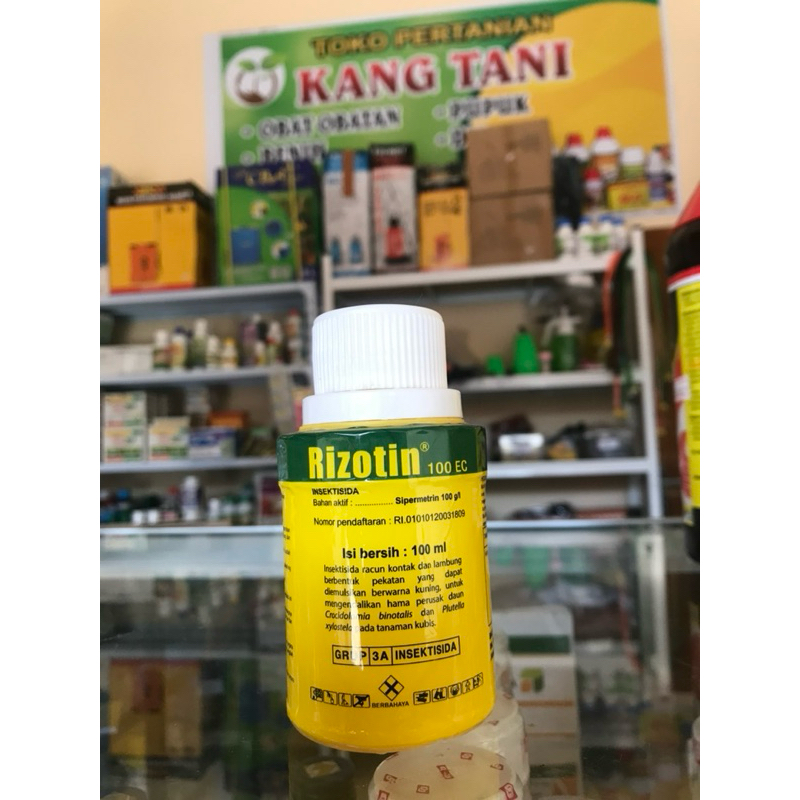 TOKO PERTANIAN
KANG TANI
• OBAT OBATAN
• PUPUK
• BENIH
Rizotin®
100 EC
INSEKTISIDA
Bahan aktif : ................ Sipermetrin 100 g/l
Nomor pendaftaran : RI.01010120031809
Isi bersih : 100 ml
Insektisida racun kontak dan lambung
berbentuk pekatan yang dapat
diemulsikan berwarna kuning, untuk
mengendalikan hama perusak daun
Crocidolomia binotalis dan Plutella
xylostela pada tanaman kubis.
GRUP 3A INSEKTISIDA
BERBAHAYA